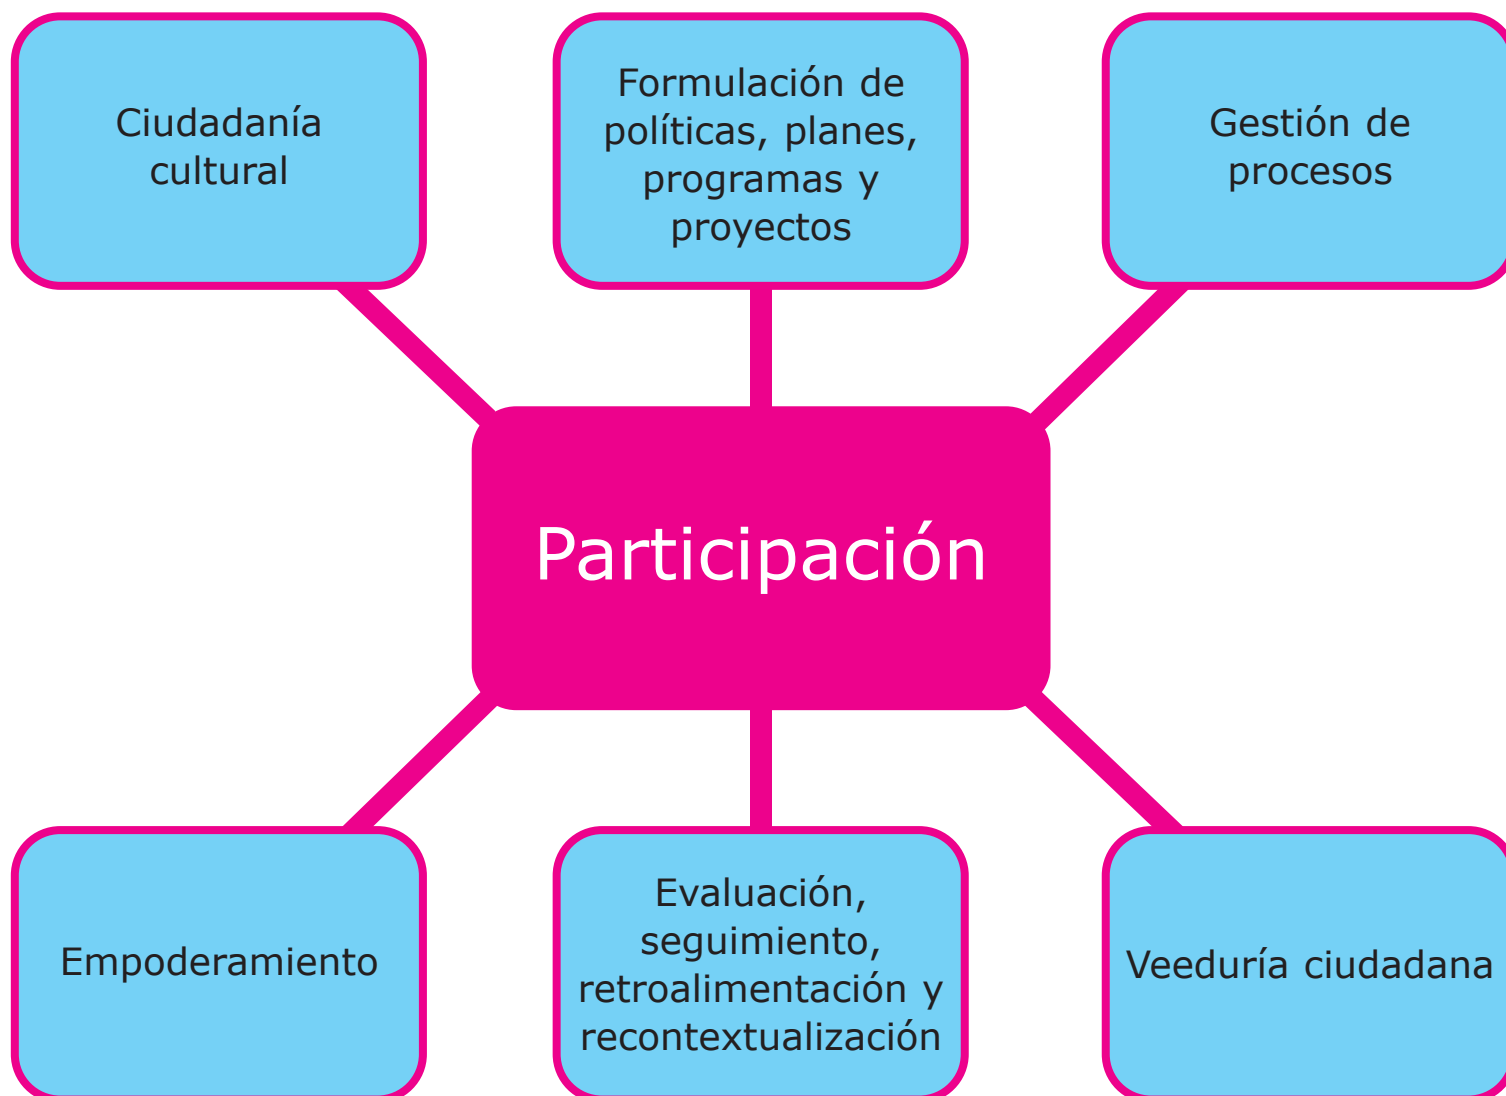 Ciudadanía
cultural
Formulación de
políticas, planes,
programas y
proyectos
Gestión de
procesos
Participación
Empoderamiento
Evaluación,
seguimiento,
retroalimentación y
recontextualización
Veeduría ciudadana